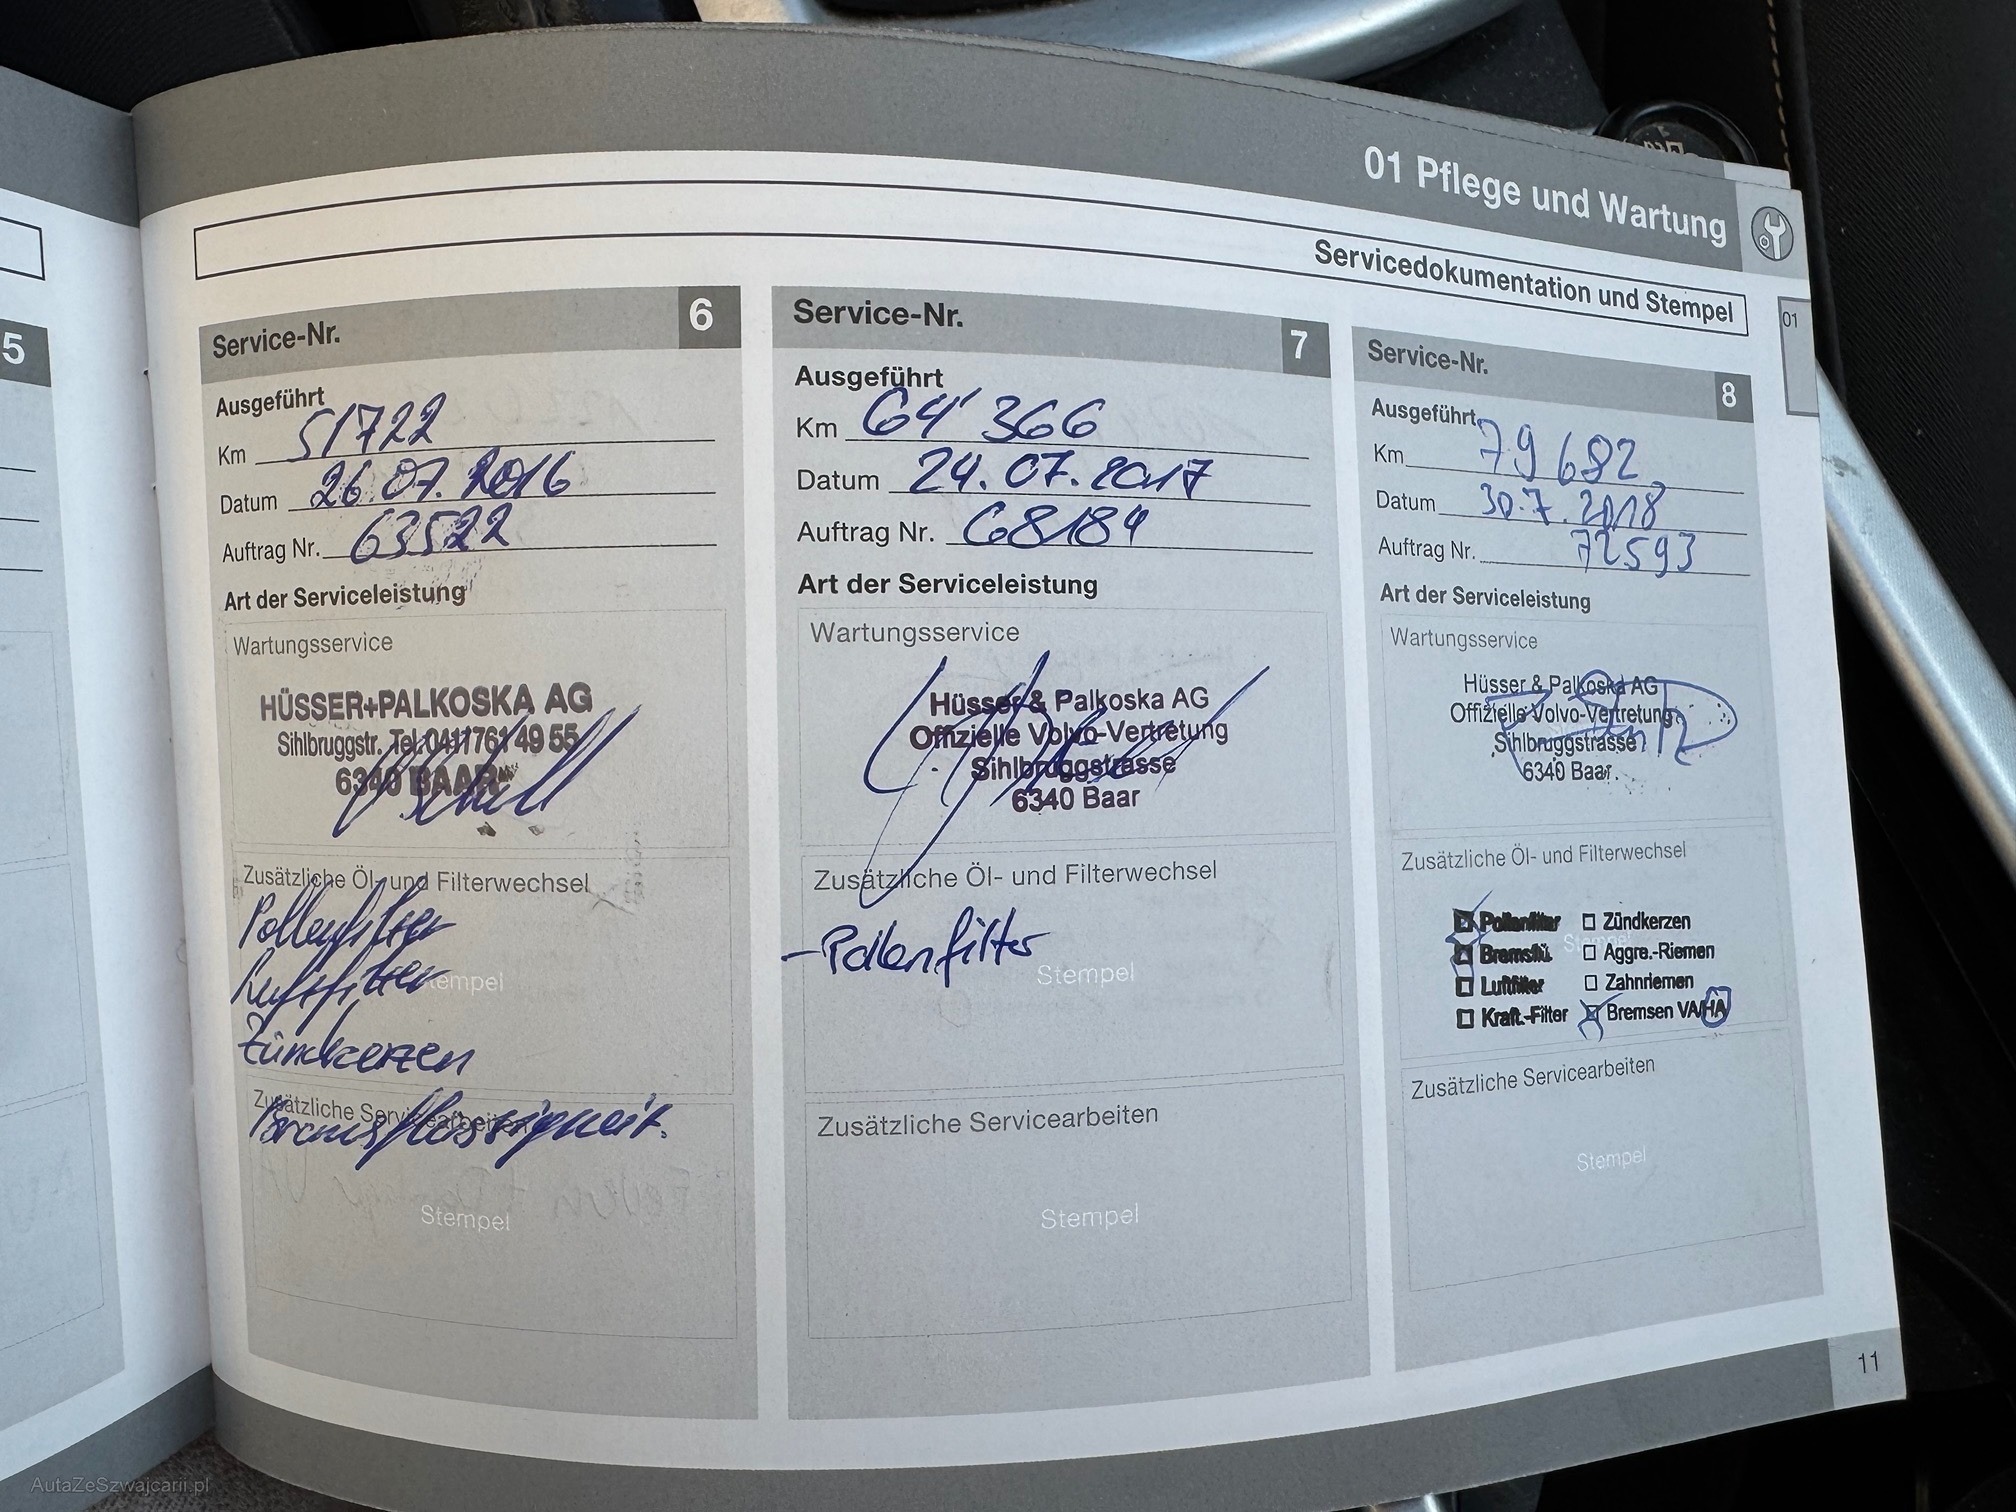 01 Pflege und Wartung
Servicedokumentation und Stempel
01
5
Service-Nr. 6
Ausgeführt
Km 51722
Datum 26.07.2016
Auftrag Nr. 63522
Art der Serviceleistung
Wartungsservice
HÜSSER+PALKOSKA AG
Sihlbruggstr. Tel. 041 761 49 55
6340 BAAR
Zusätzliche Öl- und Filterwechsel
Pollenfilter
Luftfilter
Stempel
Zündkerzen
Zusätzliche Servicearbeiten
Bremsflüssigkeit.
Stempel
Service-Nr. 7
Ausgeführt
Km 64'366
Datum 24.07.2017
Auftrag Nr. 68184
Art der Serviceleistung
Wartungsservice
Hüsser & Palkoska AG
Offizielle Volvo-Vertretung
Sihlbruggstrasse
6340 Baar
Zusätzliche Öl- und Filterwechsel
-Pollenfilter
Stempel
Zusätzliche Servicearbeiten
Stempel
Service-Nr. 8
Ausgeführt
Km 79682
Datum 30.7.2018
Auftrag Nr. 72593
Art der Serviceleistung
Wartungsservice
Hüsser & Palkoska AG
Offizielle Volvo-Vertretung
Sihlbruggstrasse
6340 Baar
Zusätzliche Öl- und Filterwechsel
Pollenfilter Zündkerzen
Stempel
Bremsflü. Aggre.-Riemen
Luftfilter Zahnriemen
Kraft.-Filter Bremsen VA/HA
Zusätzliche Servicearbeiten
Stempel
11
AutaZeSzwajcarii.pl